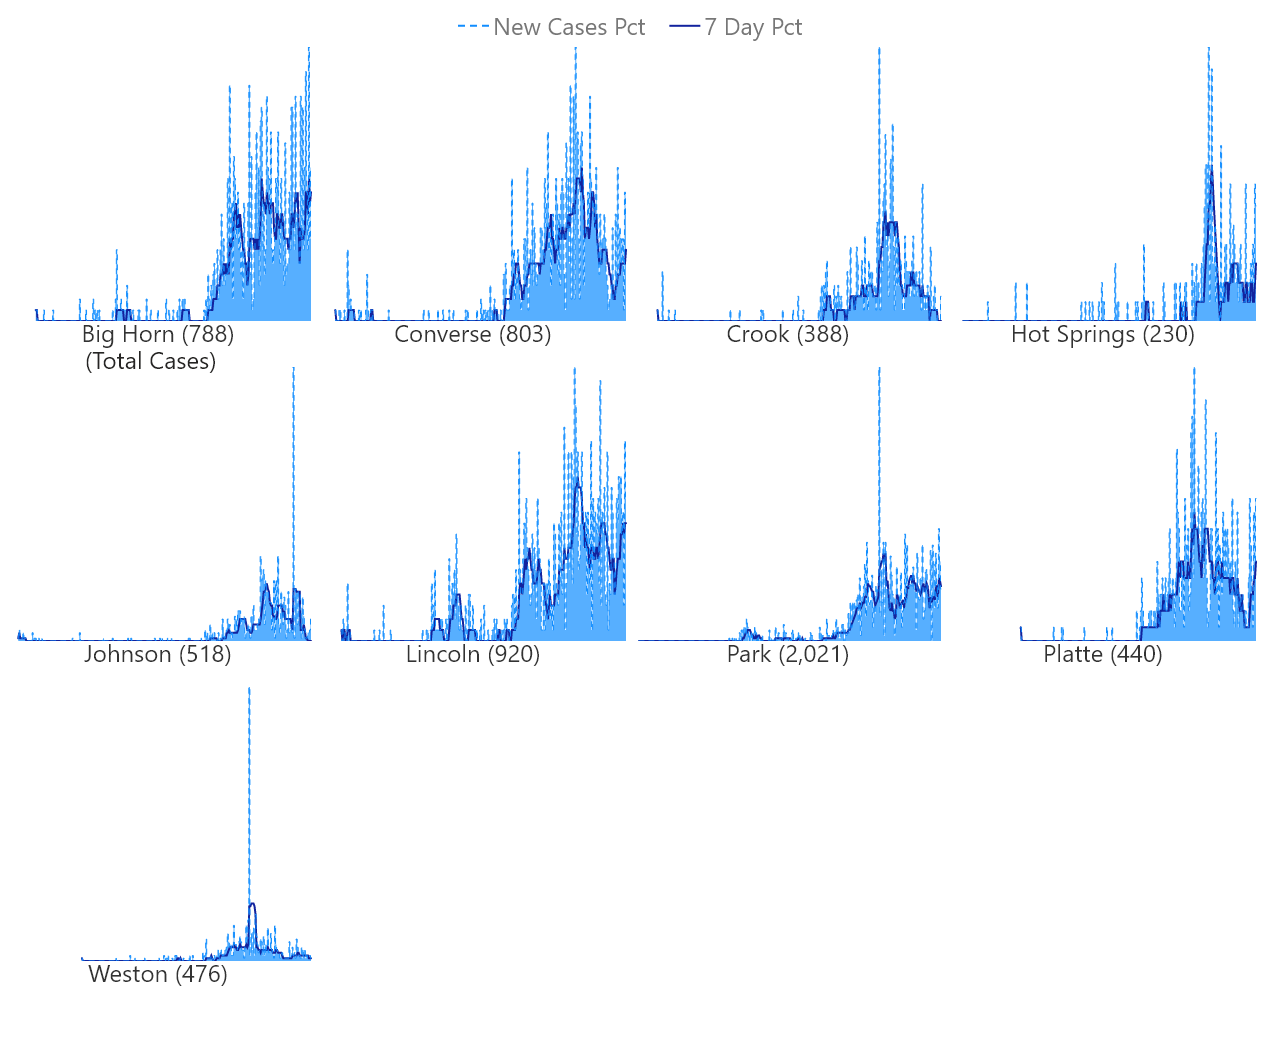 New Cases Pct 7 Day Pct
Big Horn (788) Converse (803) Crook (388) Hot Springs (230)
(Total Cases)
Johnson (518) Lincoln (920) Park (2,021) Platte (440)
Weston (476)